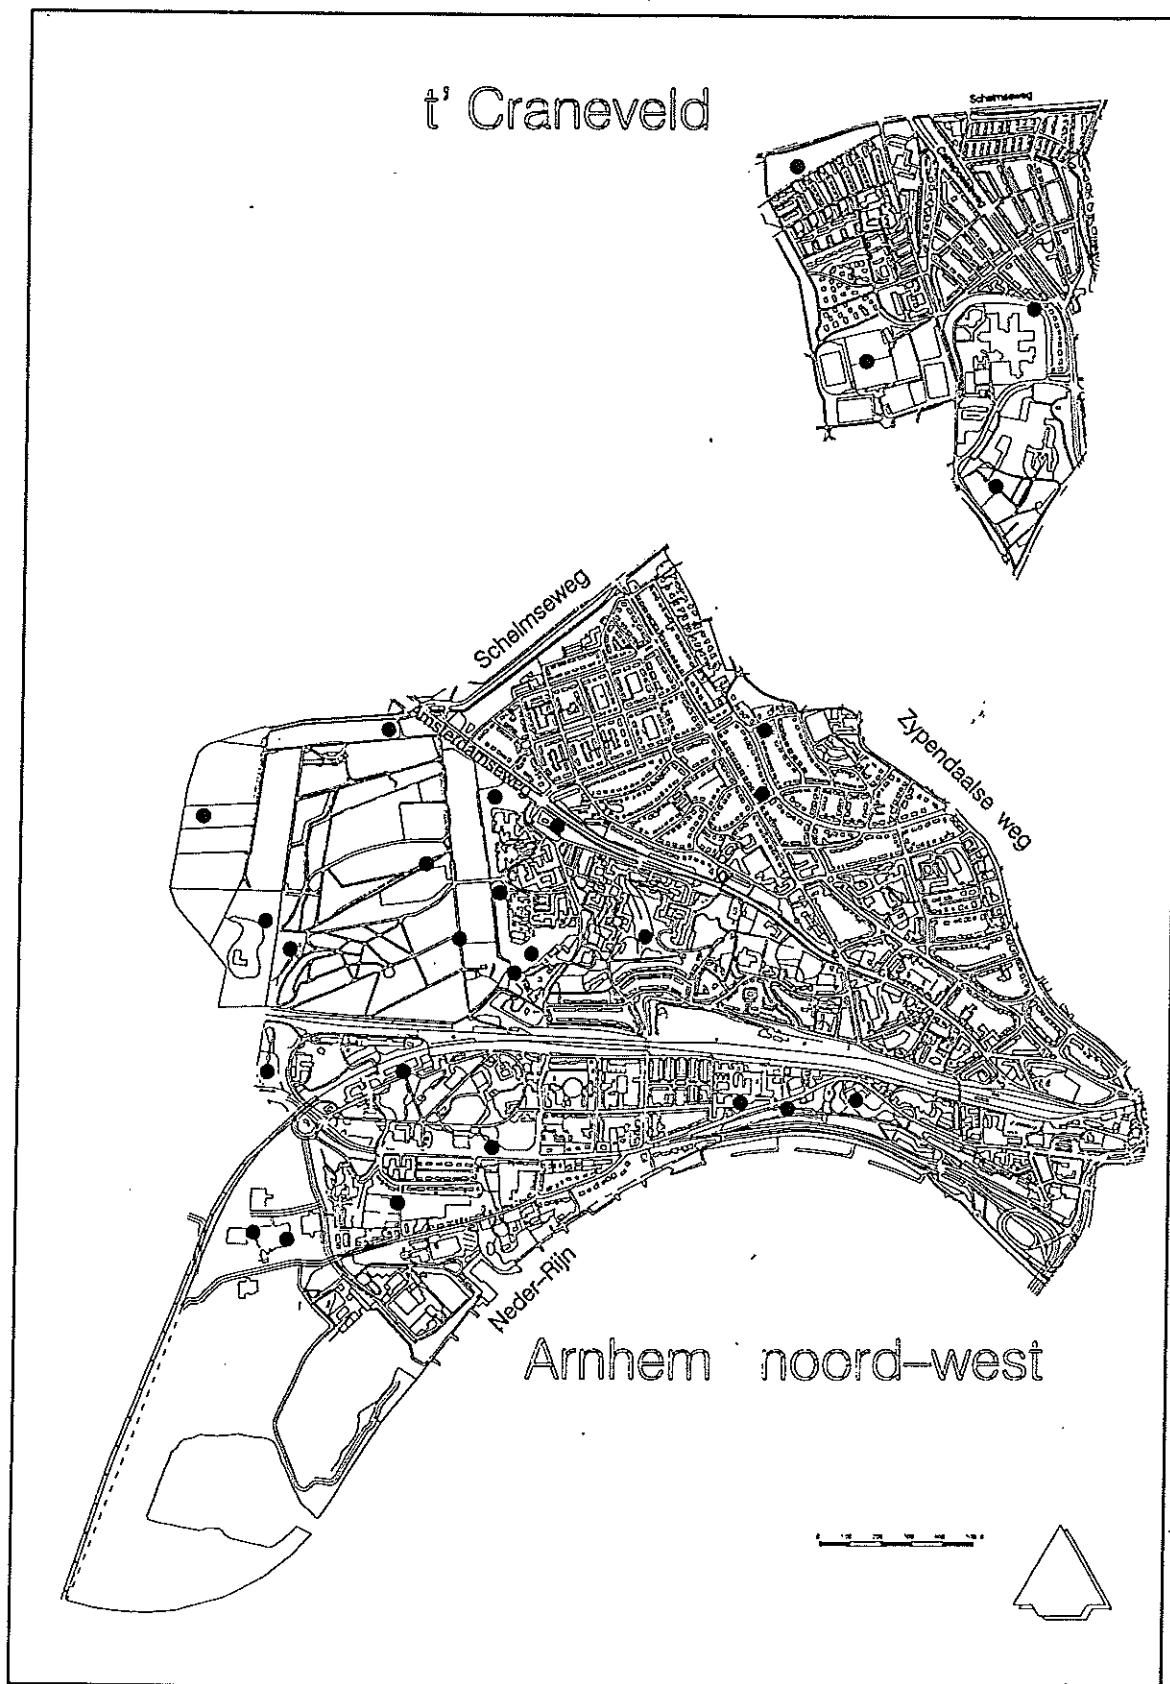 t' Craneveld
Schelmseweg
Schelmseweg
Amsterdamseweg
Zypendaalse weg
Neder-Rijn
Arnhem noord-west